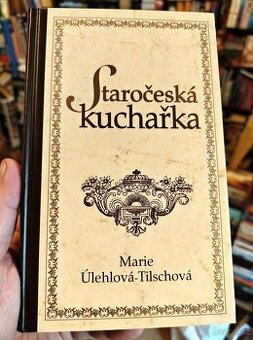 Staročeská
kuchařka
Marie
Úlehlová-Tilschová